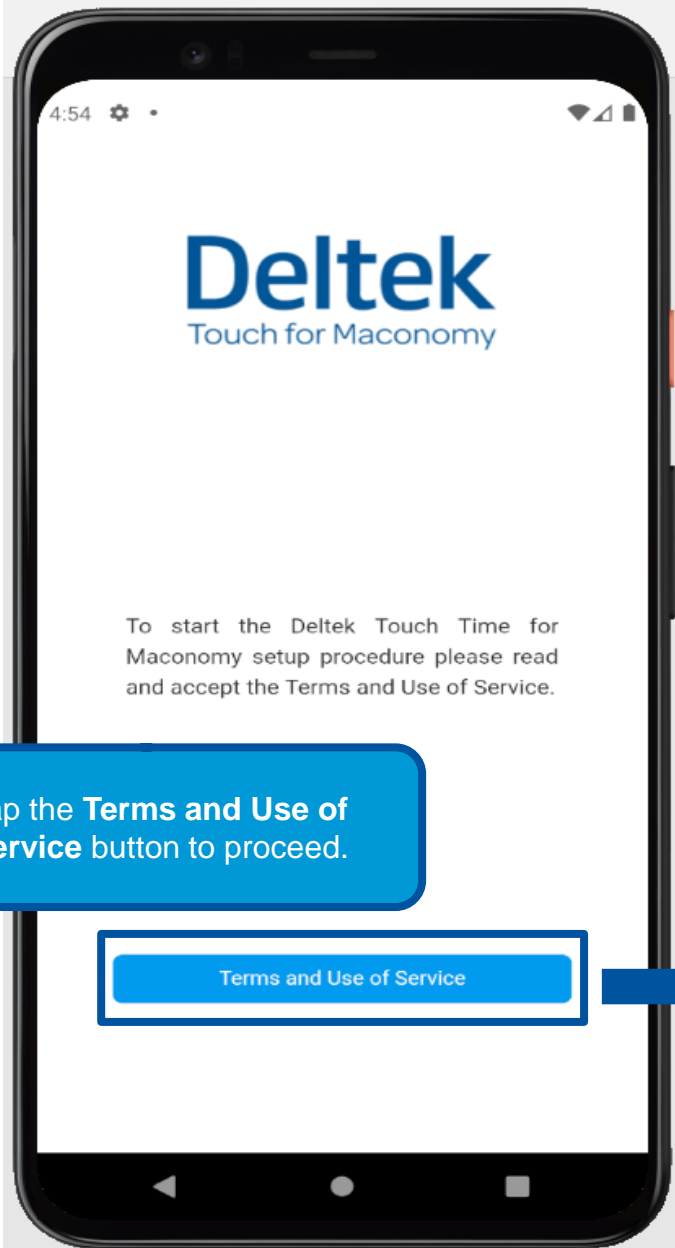 4:54
Deltek
Touch for Maconomy
To start the Deltek Touch Time for
Maconomy setup procedure please read
and accept the Terms and Use of Service.
ap the Terms and Use of
ervice button to proceed.
Terms and Use of Service